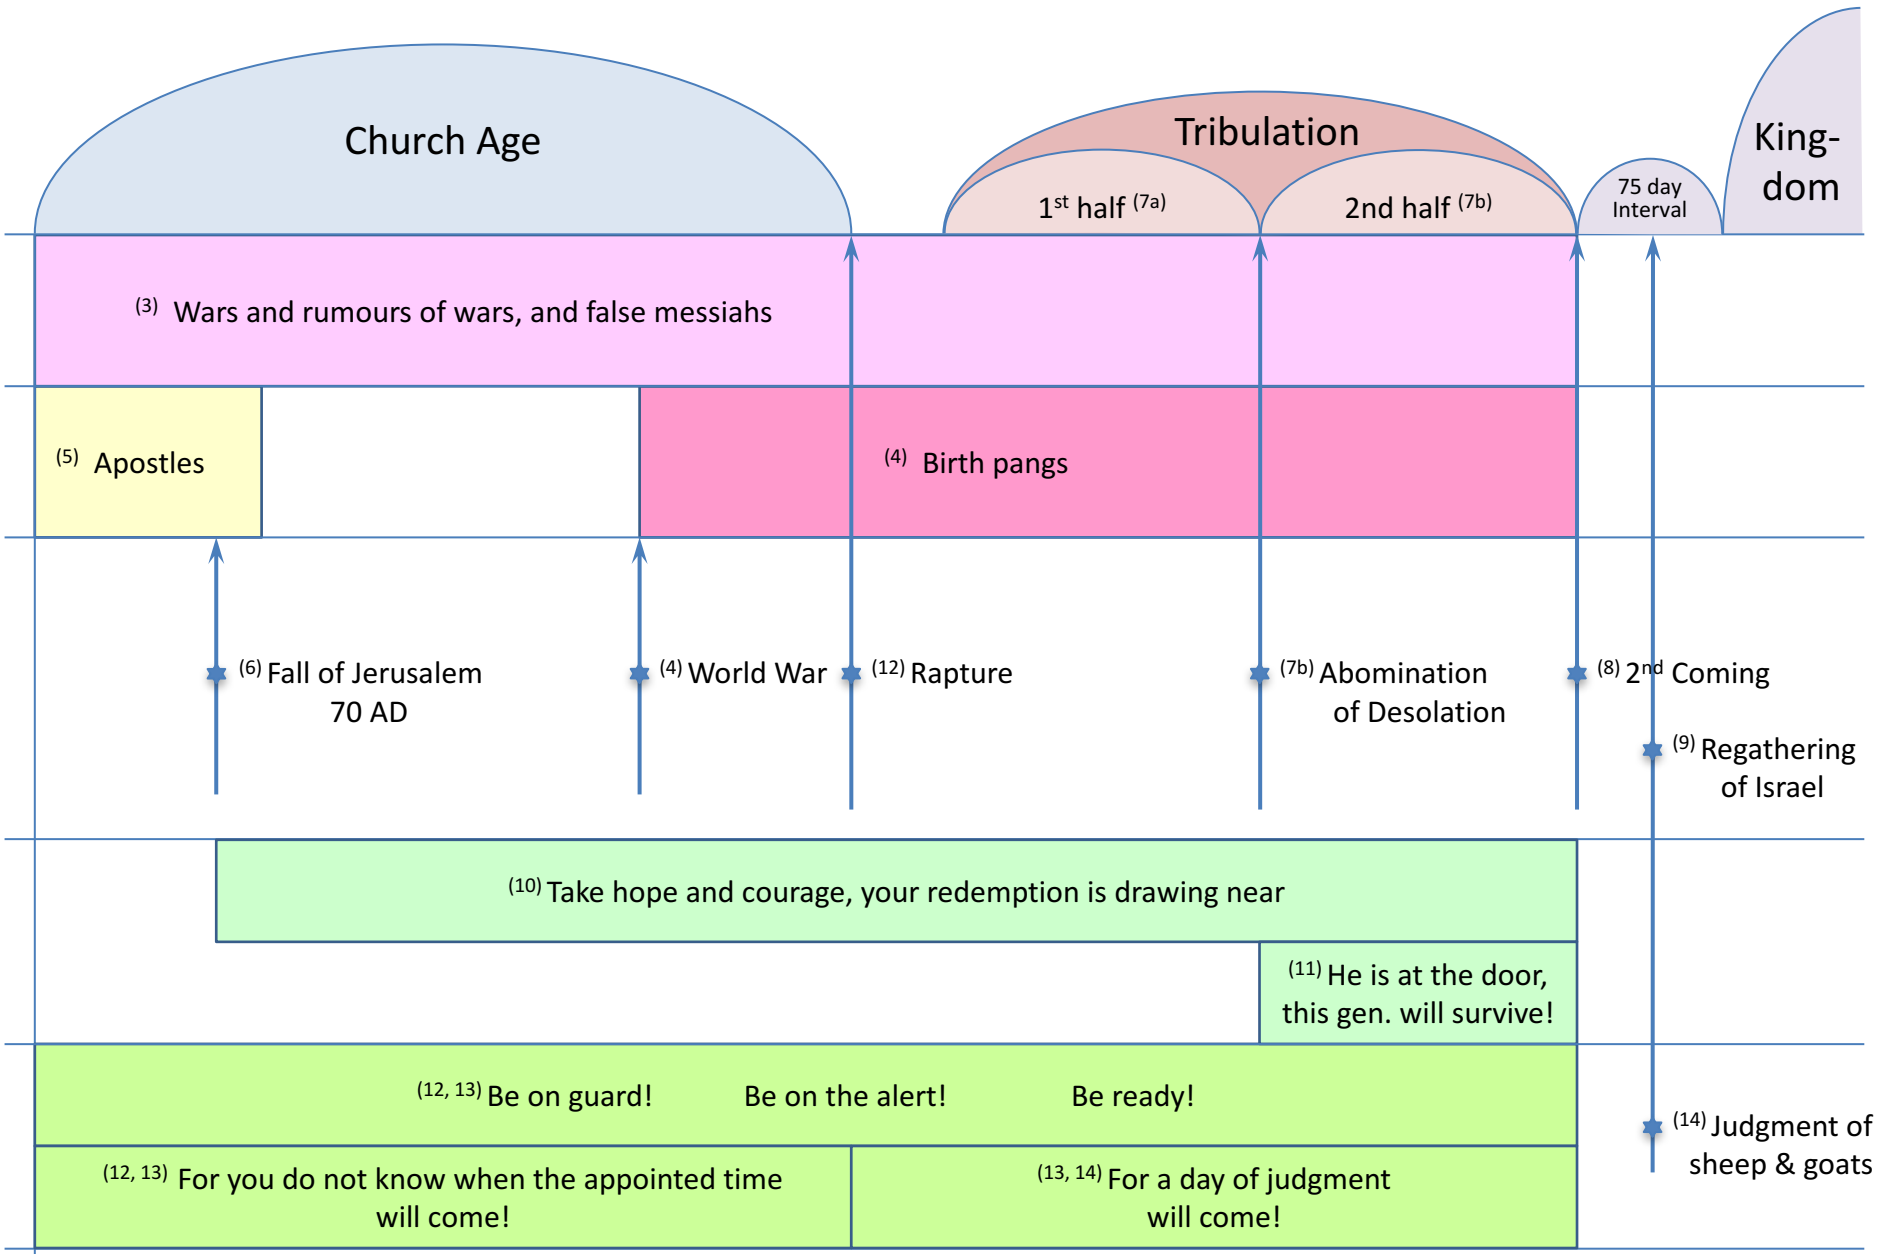 Church Age
Tribulation
1st half (7a)
2nd half (7b)
75 day
Interval
King-
dom
(3) Wars and rumours of wars, and false messiahs
(5) Apostles
(4) Birth pangs
(6) Fall of Jerusalem
70 AD
(4) World War
(12) Rapture
(7b) Abomination
of Desolation
(8) 2nd Coming
(9) Regathering
of Israel
(10) Take hope and courage, your redemption is drawing near
(11) He is at the door,
this gen. will survive!
(12, 13) Be on guard! Be on the alert! Be ready!
(12, 13) For you do not know when the appointed time
will come!
(13, 14) For a day of judgment
will come!
(14) Judgment of
sheep & goats